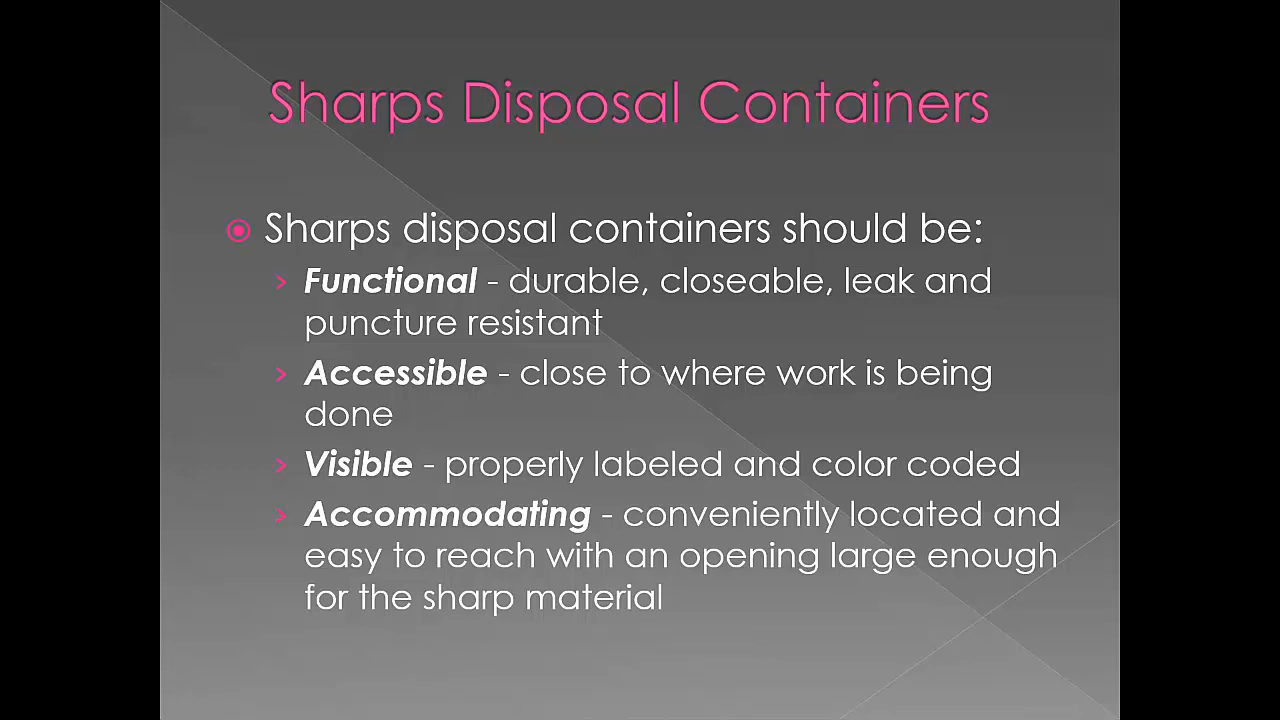 Sharps Disposal Containers
Sharps disposal containers should be:
Functional - durable, closeable, leak and
puncture resistant
Accessible - close to where work is being
done
Visible - properly labeled and color coded
Accommodating - conveniently located and
easy to reach with an opening large enough
for the sharp material